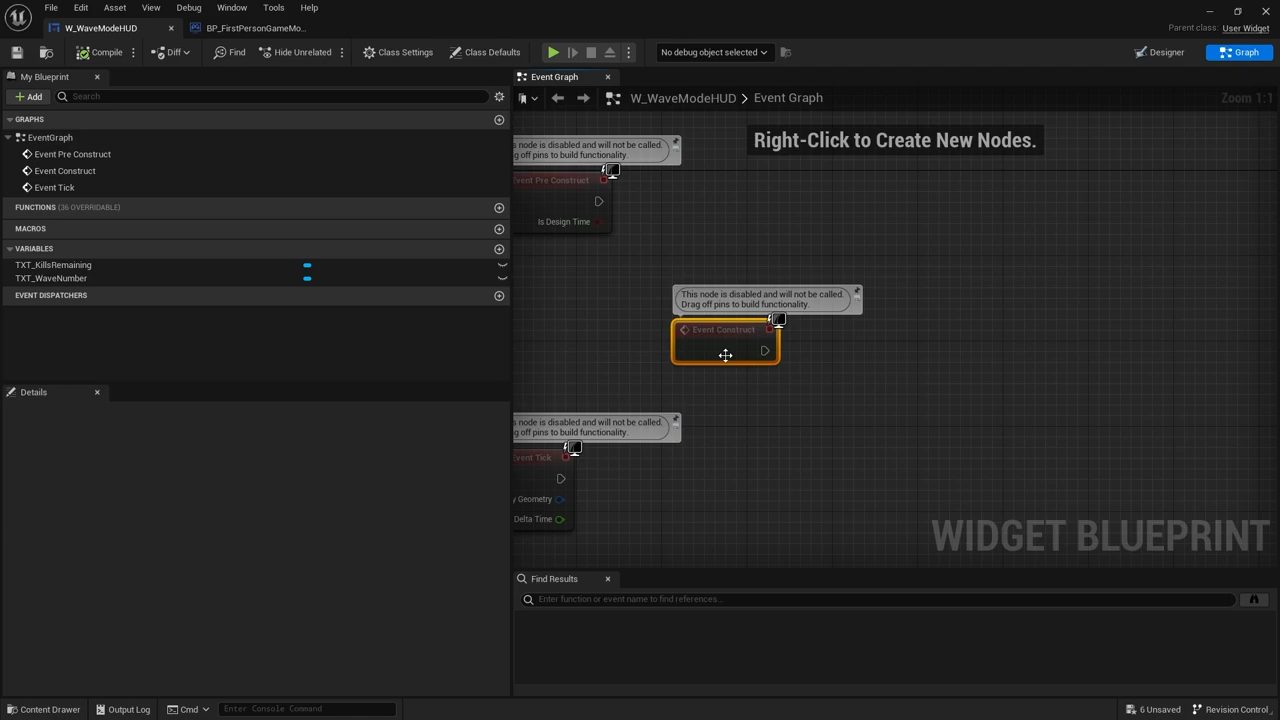 File Edit Asset View Debug Window Tools Help
W_WaveModeHUD
BP_FirstPersonGameMo...
Parent class: User Widget
Compile
Diff
Find
Hide Unrelated
Class Settings
Class Defaults
No debug object selected
Designer
Graph
My Blueprint
Add
Search
GRAPHS
EventGraph
Event Pre Construct
Event Construct
Event Tick
FUNCTIONS (36 OVERRIDABLE)
MACROS
VARIABLES
TXT_KillsRemaining
TXT_WaveNumber
EVENT DISPATCHERS
Details
Event Graph
W_WaveModeHUD > Event Graph
Zoom 1:1
Right-Click to Create New Nodes.
s node is disabled and will not be called.
g off pins to build functionality.
Event Pre Construct
Is Design Time
This node is disabled and will not be called.
Drag off pins to build functionality.
Event Construct
s node is disabled and will not be called.
g off pins to build functionality.
Event Tick
y Geometry
Delta Time
WIDGET BLUEPRINT
Find Results
Enter function or event name to find references...
Content Drawer
Output Log
Cmd
Enter Console Command
6 Unsaved
Revision Control